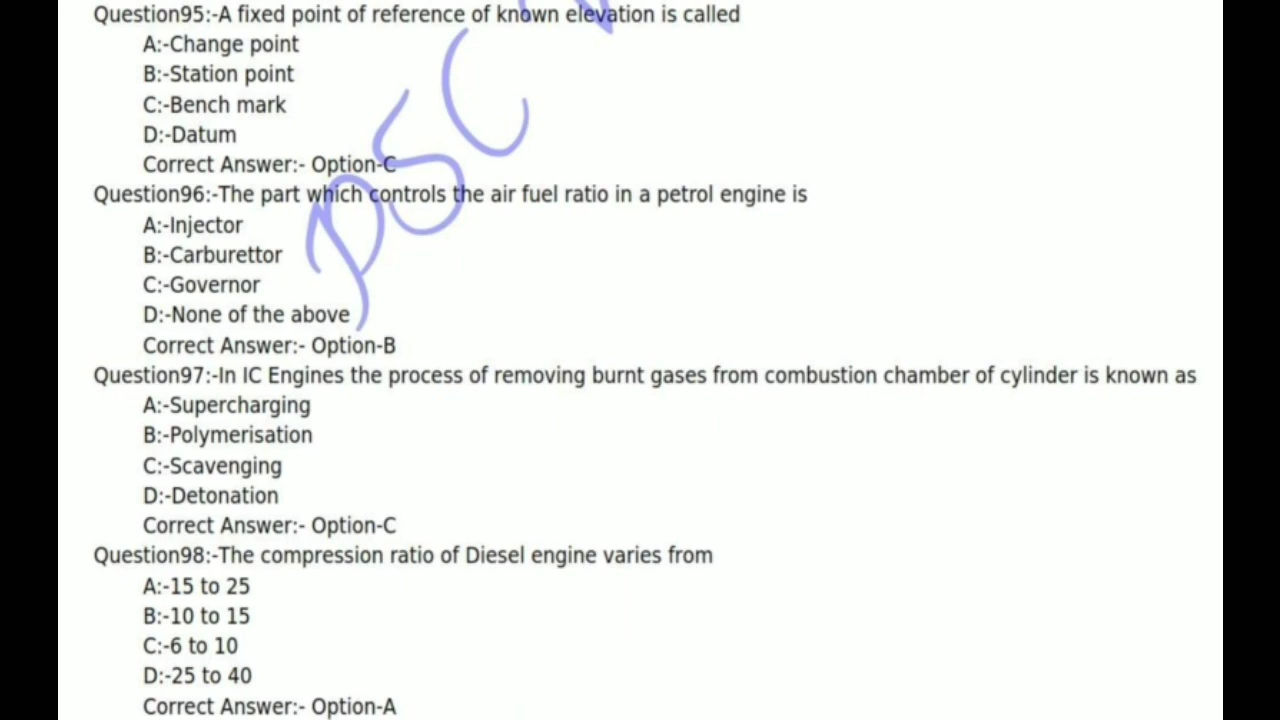 Question95:-A fixed point of reference of known elevation is called
A:-Change point
B:-Station point
C:-Bench mark
D:-Datum
Correct Answer:- Option-C
Question96:-The part which controls the air fuel ratio in a petrol engine is
A:-Injector
B:-Carburettor
C:-Governor
D:-None of the above
Correct Answer:- Option-B
Question97:-In IC Engines the process of removing burnt gases from combustion chamber of cylinder is known as
A:-Supercharging
B:-Polymerisation
C:-Scavenging
D:-Detonation
Correct Answer:- Option-C
Question98:-The compression ratio of Diesel engine varies from
A:-15 to 25
B:-10 to 15
C:-6 to 10
D:-25 to 40
Correct Answer:- Option-A
PSC